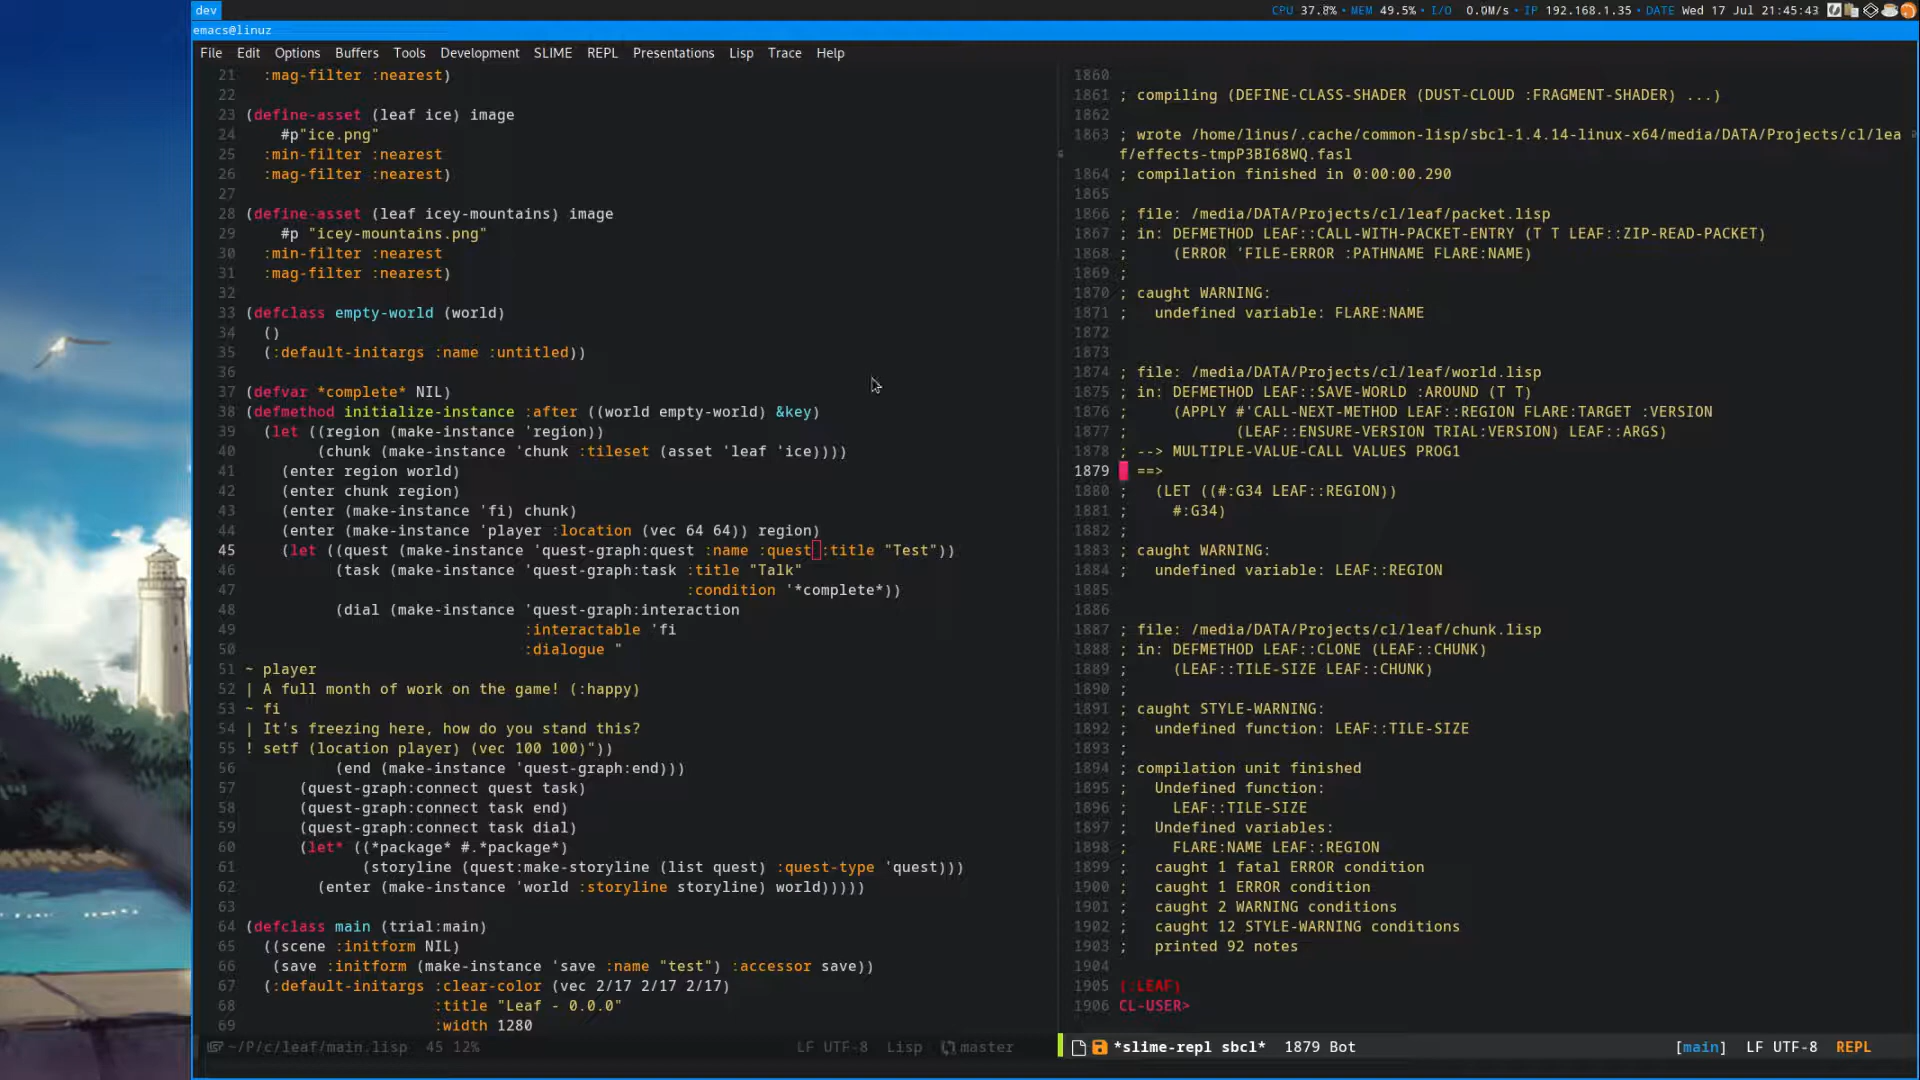 dev
CPU 37.8% • MEM 49.5% • I/O 0.0M/s • IP 192.168.1.35 • DATE Wed 17 Jul 21:45:43
emacs@linuz
File Edit Options Buffers Tools Development SLIME REPL Presentations Lisp Trace Help
21 :mag-filter :nearest)
22
23 (define-asset (leaf ice) image
24 #p"ice.png"
25 :min-filter :nearest
26 :mag-filter :nearest)
27
28 (define-asset (leaf icey-mountains) image
29 #p "icey-mountains.png"
30 :min-filter :nearest
31 :mag-filter :nearest)
32
33 (defclass empty-world (world)
34 ()
35 (:default-initargs :name :untitled))
36
37 (defvar *complete* NIL)
38 (defmethod initialize-instance :after ((world empty-world) &key)
39 (let ((region (make-instance 'region))
40 (chunk (make-instance 'chunk :tileset (asset 'leaf 'ice))))
41 (enter region world)
42 (enter chunk region)
43 (enter (make-instance 'fi) chunk)
44 (enter (make-instance 'player :location (vec 64 64)) region)
45 (let ((quest (make-instance 'quest-graph:quest :name :quest :title "Test"))
46 (task (make-instance 'quest-graph:task :title "Talk"
47 :condition '*complete*))
48 (dial (make-instance 'quest-graph:interaction
49 :interactable 'fi
50 :dialogue "
51 ~ player
52 | A full month of work on the game! (:happy)
53 ~ fi
54 | It's freezing here, how do you stand this?
55 ! setf (location player) (vec 100 100)"))
56 (end (make-instance 'quest-graph:end)))
57 (quest-graph:connect quest task)
58 (quest-graph:connect task end)
59 (quest-graph:connect task dial)
60 (let* ((*package* #.*package*)
61 (storyline (quest:make-storyline (list quest) :quest-type 'quest)))
62 (enter (make-instance 'world :storyline storyline) world)))))
63
64 (defclass main (trial:main)
65 ((scene :initform NIL)
66 (save :initform (make-instance 'save :name "test") :accessor save))
67 (:default-initargs :clear-color (vec 2/17 2/17 2/17)
68 :title "Leaf - 0.0.0"
69 :width 1280
~/P/c/leaf/main.lisp 45 12% LF UTF-8 Lisp master
1860
1861 ; compiling (DEFINE-CLASS-SHADER (DUST-CLOUD :FRAGMENT-SHADER) ...)
1862
1863 ; wrote /home/linus/.cache/common-lisp/sbcl-1.4.14-linux-x64/media/DATA/Projects/cl/lea
f/effects-tmpP3BI68WQ.fasl
1864 ; compilation finished in 0:00:00.290
1865
1866 ; file: /media/DATA/Projects/cl/leaf/packet.lisp
1867 ; in: DEFMETHOD LEAF::CALL-WITH-PACKET-ENTRY (T T LEAF::ZIP-READ-PACKET)
1868 ; (ERROR 'FILE-ERROR :PATHNAME FLARE:NAME)
1869 ;
1870 ; caught WARNING:
1871 ; undefined variable: FLARE:NAME
1872
1873
1874 ; file: /media/DATA/Projects/cl/leaf/world.lisp
1875 ; in: DEFMETHOD LEAF::SAVE-WORLD :AROUND (T T)
1876 ; (APPLY #'CALL-NEXT-METHOD LEAF::REGION FLARE:TARGET :VERSION
1877 ; (LEAF::ENSURE-VERSION TRIAL:VERSION) LEAF::ARGS)
1878 ; --> MULTIPLE-VALUE-CALL VALUES PROG1
1879 ==>
1880 ; (LET ((#:G34 LEAF::REGION))
1881 ; #:G34)
1882 ;
1883 ; caught WARNING:
1884 ; undefined variable: LEAF::REGION
1885
1886
1887 ; file: /media/DATA/Projects/cl/leaf/chunk.lisp
1888 ; in: DEFMETHOD LEAF::CLONE (LEAF::CHUNK)
1889 ; (LEAF::TILE-SIZE LEAF::CHUNK)
1890 ;
1891 ; caught STYLE-WARNING:
1892 ; undefined function: LEAF::TILE-SIZE
1893 ;
1894 ; compilation unit finished
1895 ; Undefined function:
1896 ; LEAF::TILE-SIZE
1897 ; Undefined variables:
1898 ; FLARE:NAME LEAF::REGION
1899 ; caught 1 fatal ERROR condition
1900 ; caught 1 ERROR condition
1901 ; caught 2 WARNING conditions
1902 ; caught 12 STYLE-WARNING conditions
1903 ; printed 92 notes
1904
1905 (:LEAF)
1906 CL-USER>
*slime-repl sbcl* 1879 Bot [main] LF UTF-8 REPL